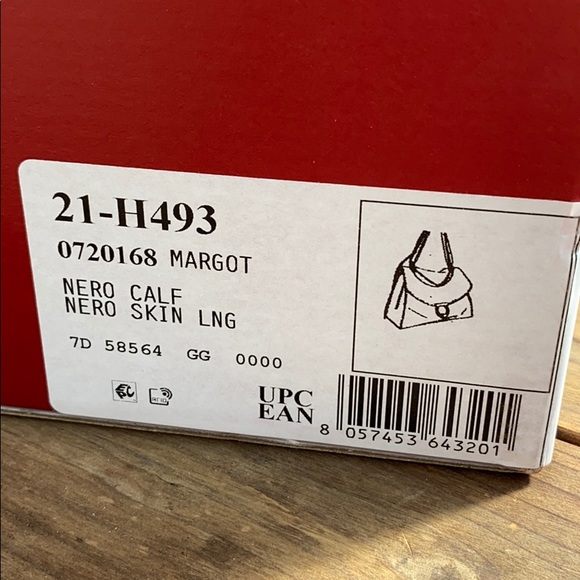 21-H493
0720168 MARGOT
NERO CALF
NERO SKIN LNG
7D 58564 GG 0000
UPC
EAN
8 057453 643201